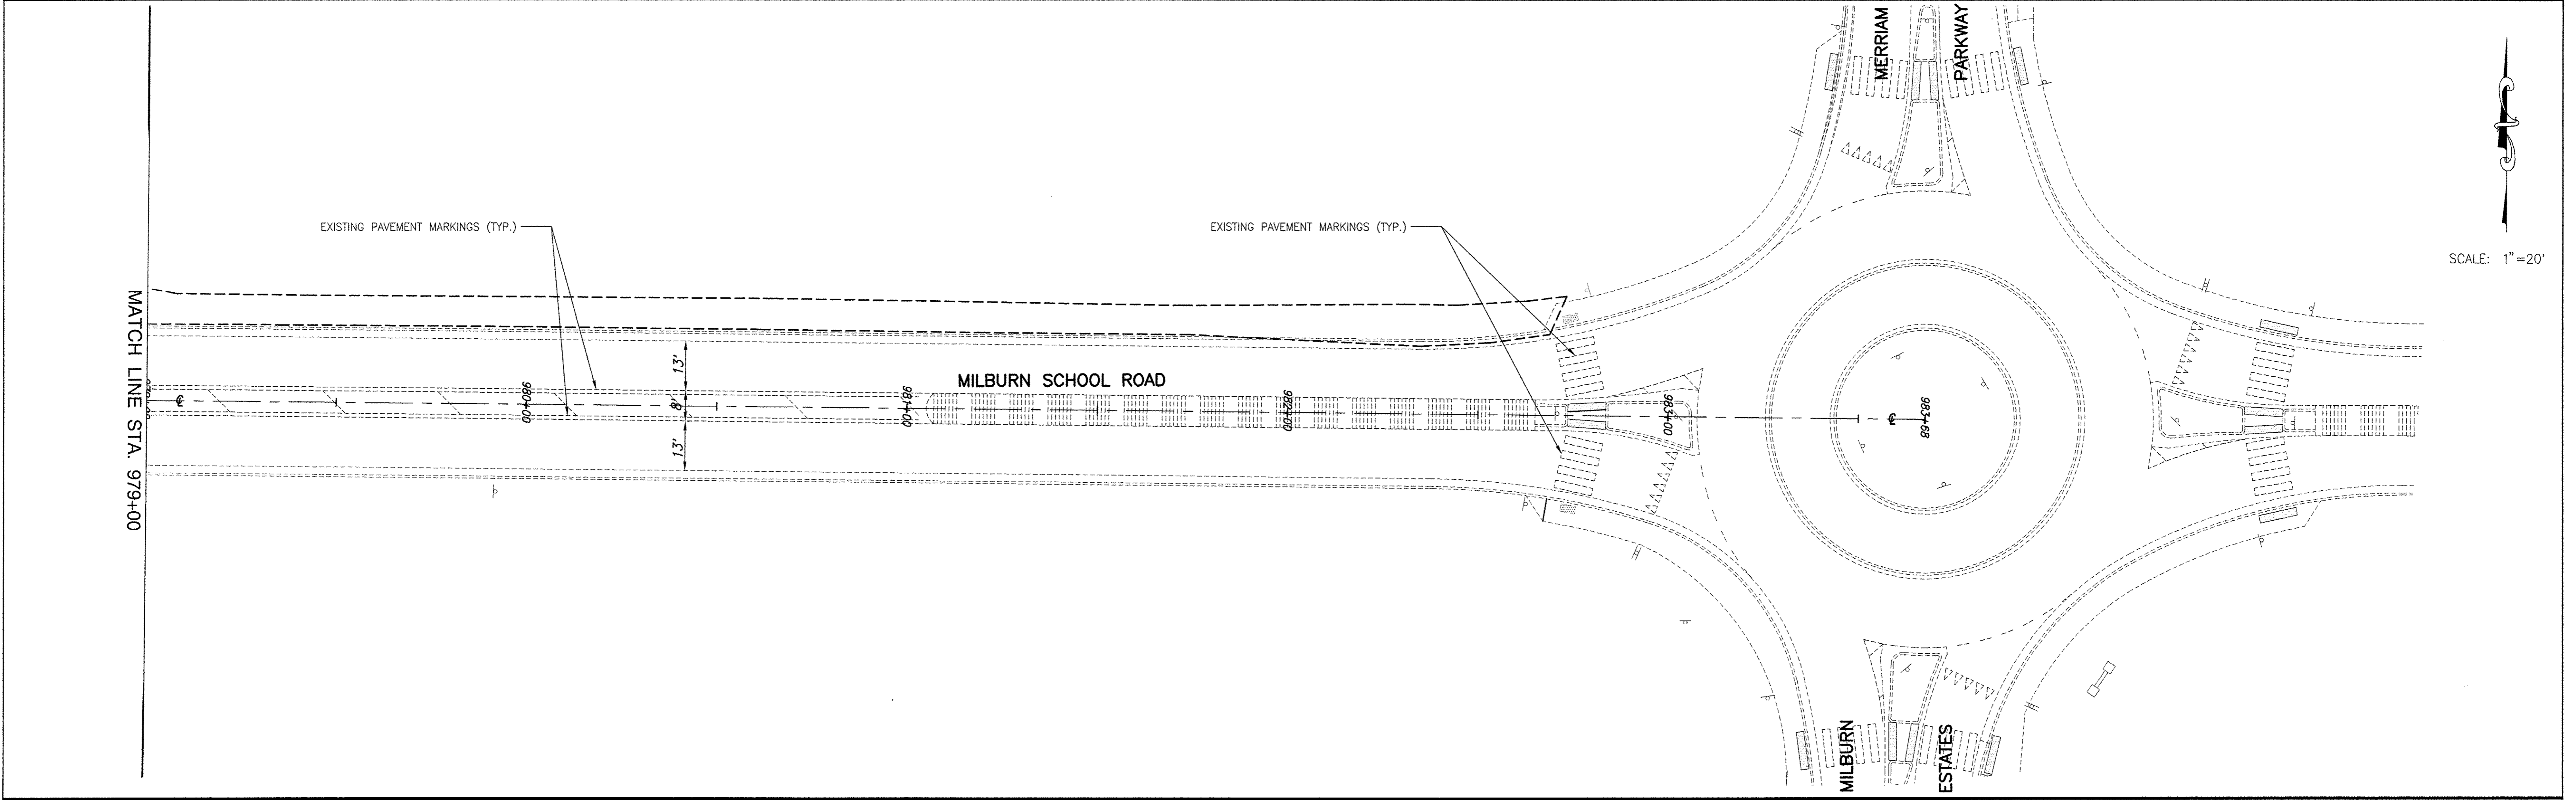 MERRIAM
PARKWAY
EXISTING PAVEMENT MARKINGS (TYP.)
EXISTING PAVEMENT MARKINGS (TYP.)
SCALE: 1"=20'
MATCH LINE STA. 979+00
13'
8'
13'
MILBURN SCHOOL ROAD
980+00
981+00
982+00
983+00
983+68
MILBURN
ESTATES